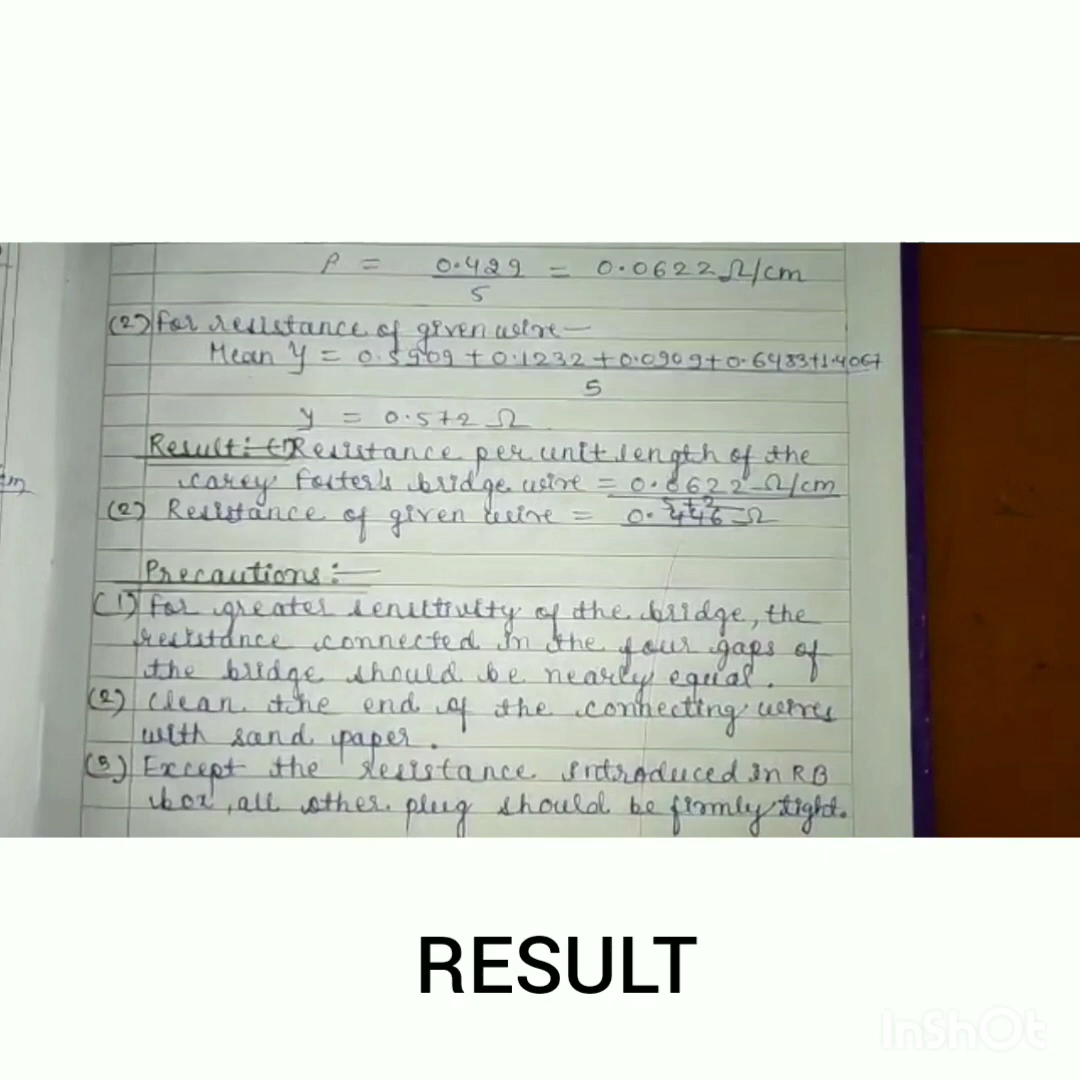 ρ = 0.429 = 0.0622 Ω/cm
5
(2) For resistance of given wire —
Mean Y = 0.5909 + 0.1232 + 0.0909 + 0.6483 + 1.4067
5
y = 0.572 Ω
Result:- (1) Resistance per unit length of the
carey foster's bridge wire = 0.0622 Ω/cm
572
(2) Resistance of given wire = 0.446 Ω
Precautions:—
(1) For greater sensitivity of the bridge, the
resistance connected in the four gaps of
the bridge should be nearly equal.
(2) Clean the end of the connecting wires
with sand paper.
(3) Except the resistance introduced in RB
box, all other plug should be firmly tight.
RESULT
InShOt